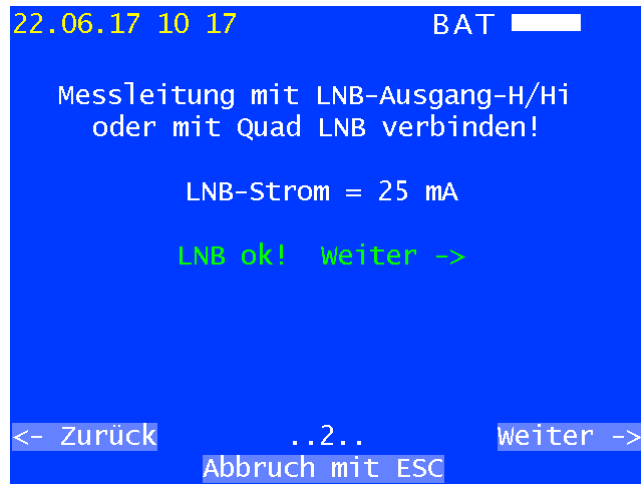 22.06.17 10 17 BAT
Messleitung mit LNB-Ausgang-H/Hi
oder mit Quad LNB verbinden!
LNB-Strom = 25 mA
LNB ok! Weiter ->
<- Zurück ..2.. Weiter ->
Abbruch mit ESC